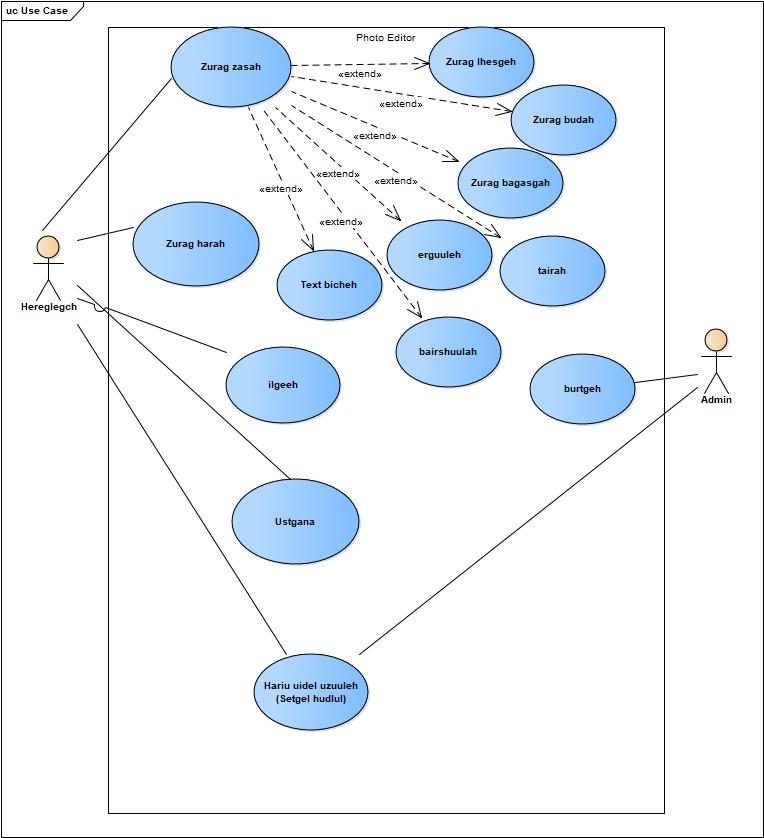 uc Use Case
Photo Editor
Zurag zasah
Zurag lhesgeh
«extend»
«extend»
Zurag budah
«extend»
«extend»
«extend»
Zurag bagasgah
«extend»
«extend»
Zurag harah
erguuleh
tairah
Text bicheh
Hereglegch
bairshuulah
ilgeeh
burtgeh
Admin
Ustgana
Hariu uidel uzuuleh
(Setgel hudlul)